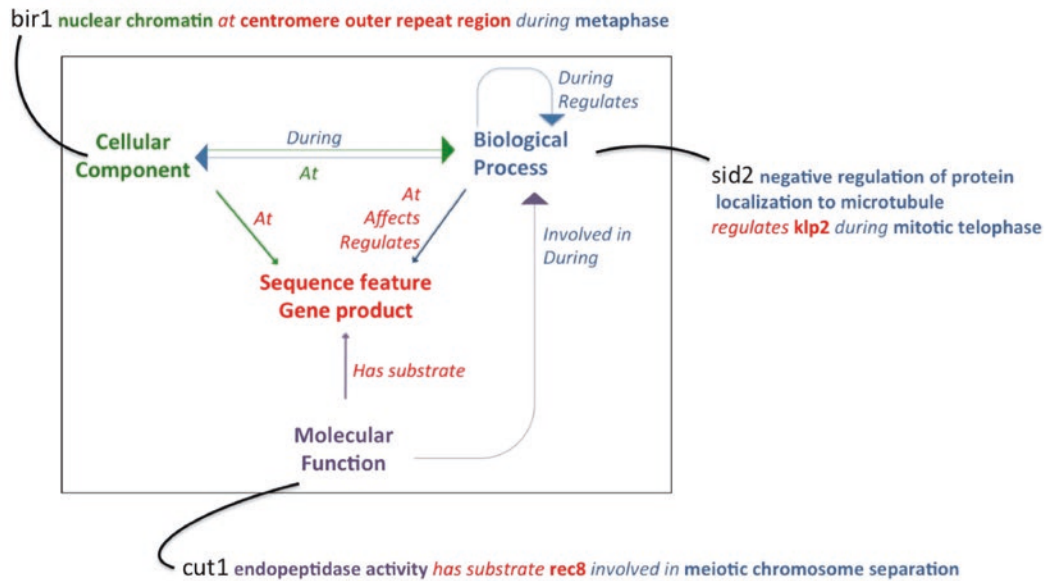 bir1 nuclear chromatin at centromere outer repeat region during metaphase
During
Regulates
Cellular
Component
During
At
Biological
Process
At
At
Affects
Regulates
Involved in
During
sid2 negative regulation of protein
localization to microtubule
regulates klp2 during mitotic telophase
Sequence feature
Gene product
Has substrate
Molecular
Function
cut1 endopeptidase activity has substrate rec8 involved in meiotic chromosome separation